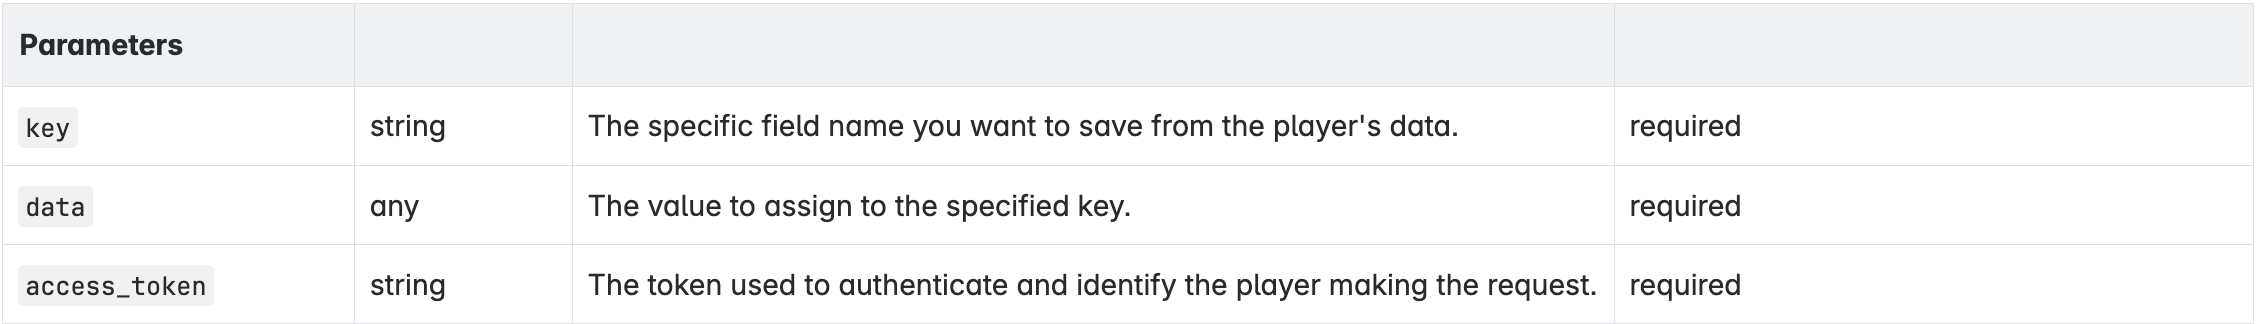 Parameters
key string The specific field name you want to save from the player's data. required
data any The value to assign to the specified key. required
access_token string The token used to authenticate and identify the player making the request. required